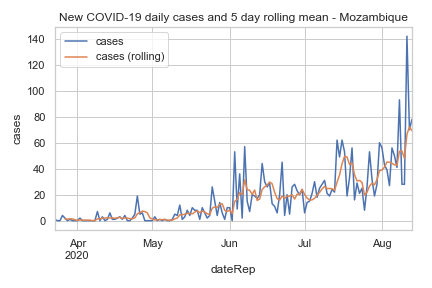 New COVID-19 daily cases and 5 day rolling mean - Mozambique
cases
cases (rolling)
140
120
100
80
60
40
20
0
cases
Apr
2020
May
Jun
Jul
Aug
dateRep